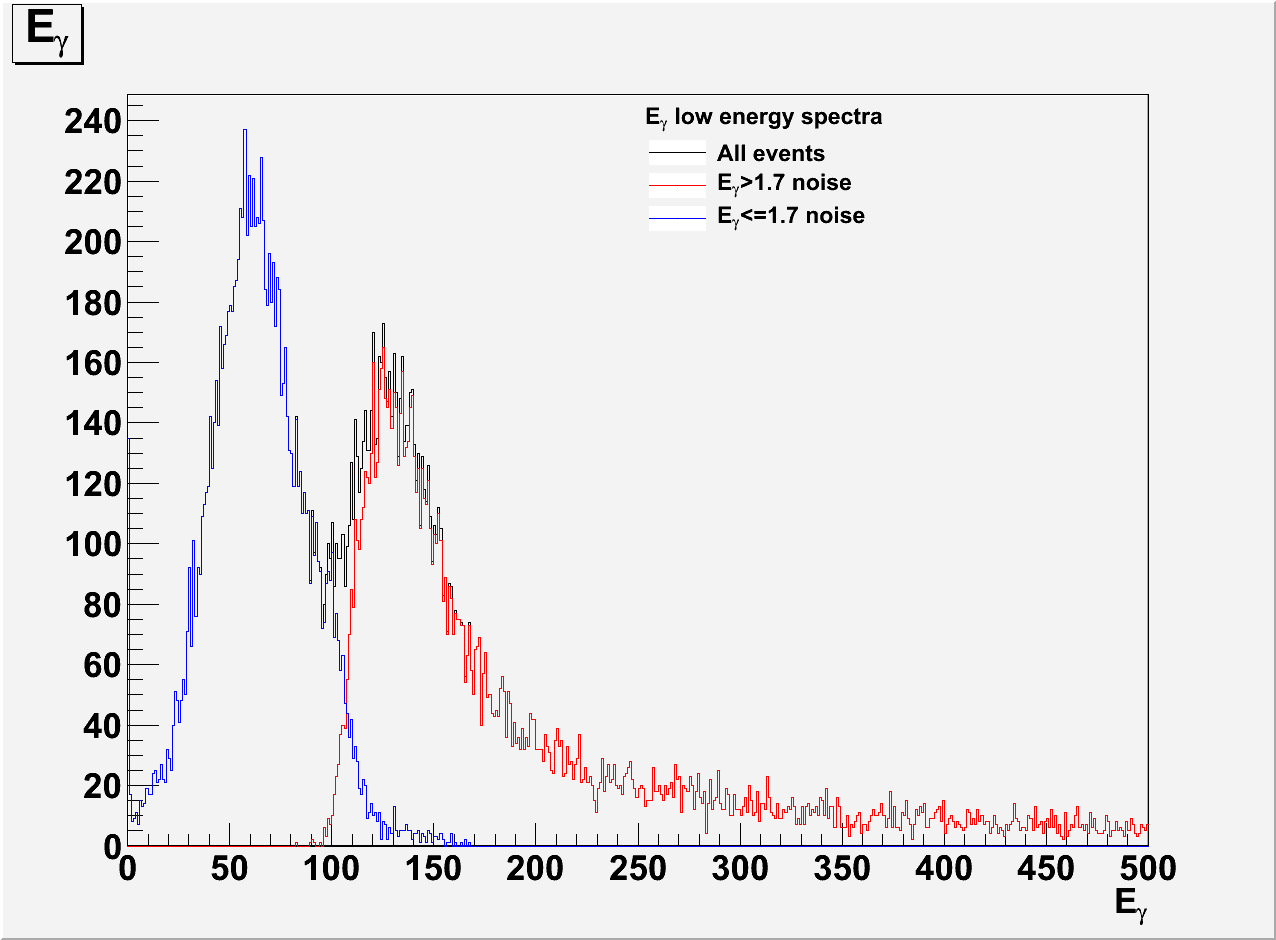 Eγ
Eγ low energy spectra
All events
Eγ>1.7 noise
Eγ<=1.7 noise
240
220
200
180
160
140
120
100
80
60
40
20
0
0 50 100 150 200 250 300 350 400 450 500
Eγ